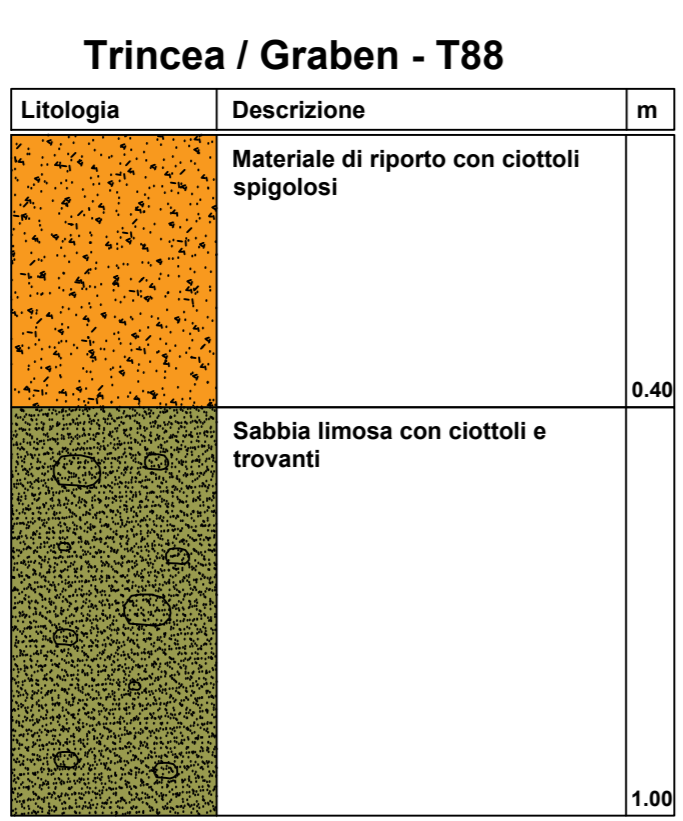 Trincea / Graben - T88
Litologia Descrizione m
Materiale di riporto con ciottoli
spigolosi
0.40
Sabbia limosa con ciottoli e
trovanti
1.00